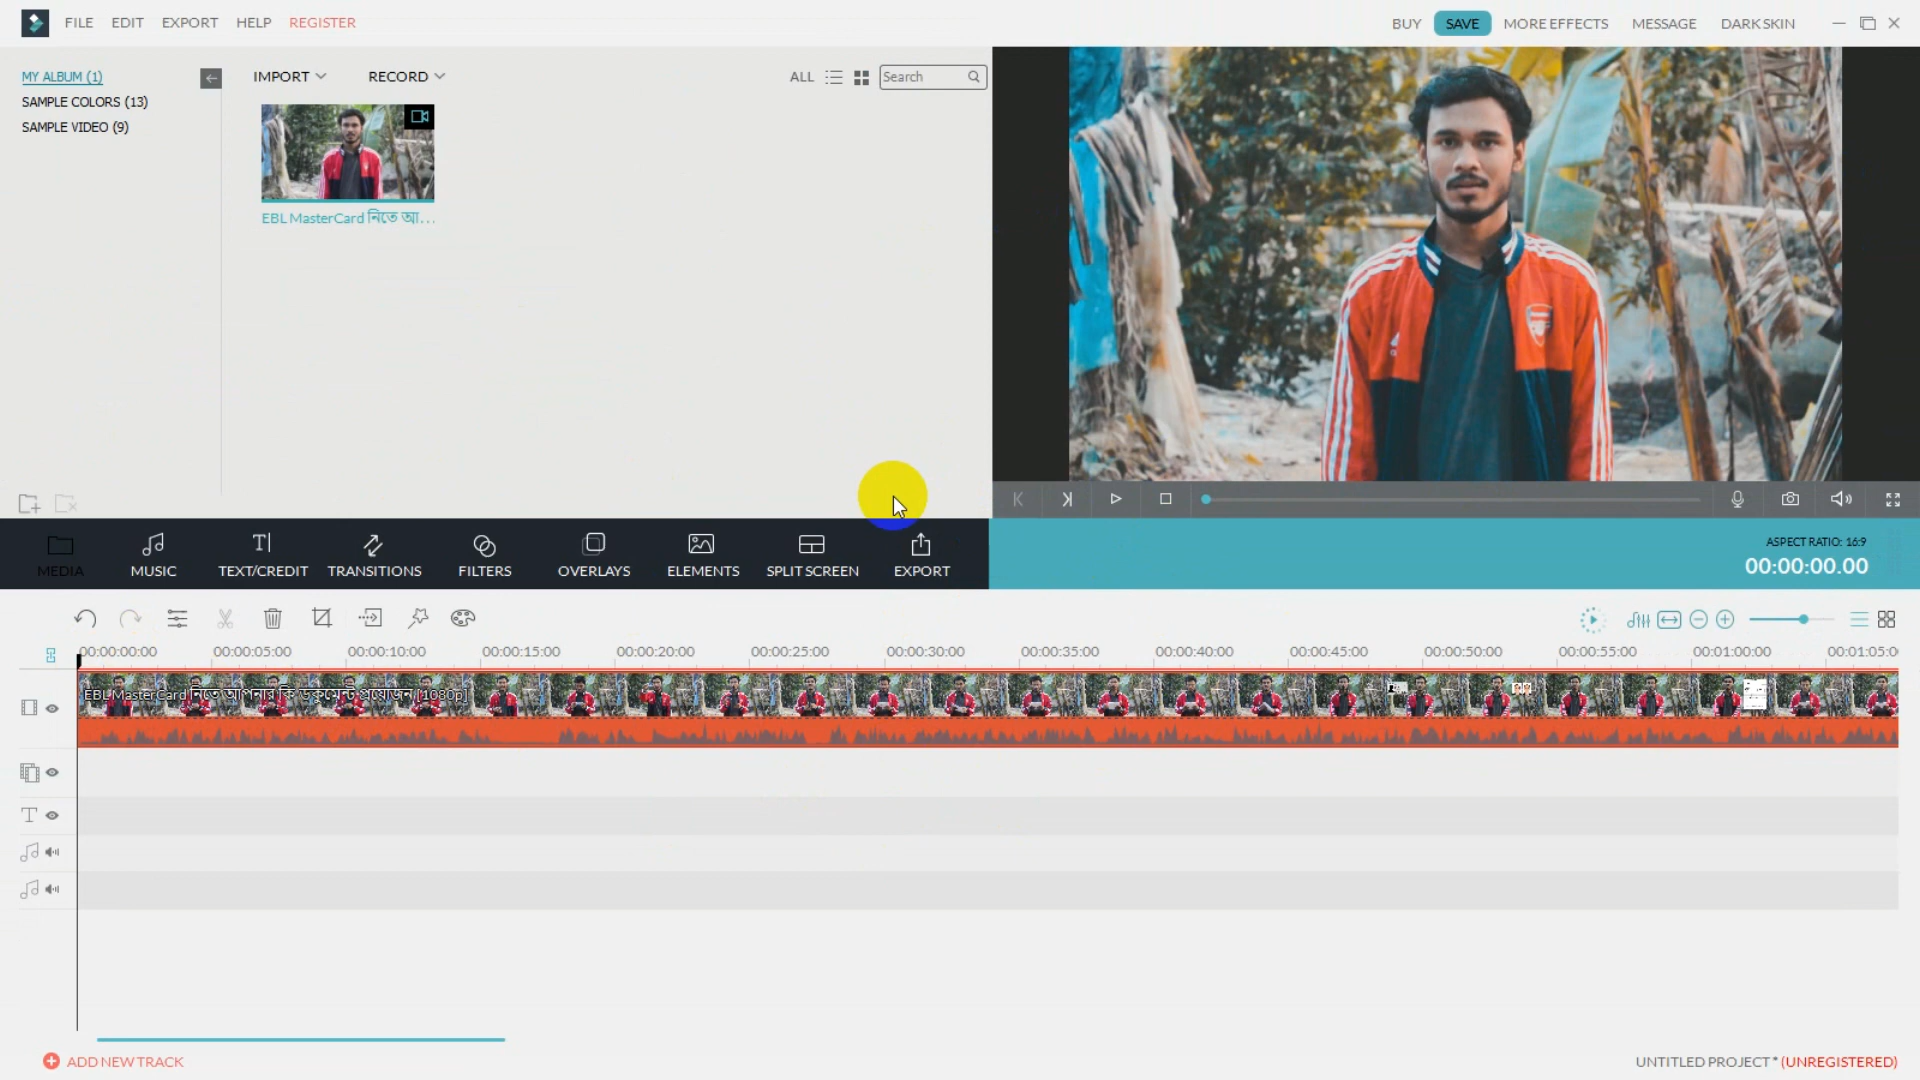 FILE EDIT EXPORT HELP REGISTER
BUY SAVE MORE EFFECTS MESSAGE DARK SKIN
MY ALBUM (1)
SAMPLE COLORS (13)
SAMPLE VIDEO (9)
IMPORT RECORD ALL Search
EBL MasterCard নিতে আ...
MEDIA MUSIC TEXT/CREDIT TRANSITIONS FILTERS OVERLAYS ELEMENTS SPLIT SCREEN EXPORT
ASPECT RATIO: 16:9
00:00:00.00
00:00:00:00 00:00:05:00 00:00:10:00 00:00:15:00 00:00:20:00 00:00:25:00 00:00:30:00 00:00:35:00 00:00:40:00 00:00:45:00 00:00:50:00 00:00:55:00 00:01:00:00 00:01:05:0
EBL MasterCard নিতে আপনার কি ডকুমেন্ট প্রয়োজন [1080p]
ADD NEW TRACK
UNTITLED PROJECT * (UNREGISTERED)